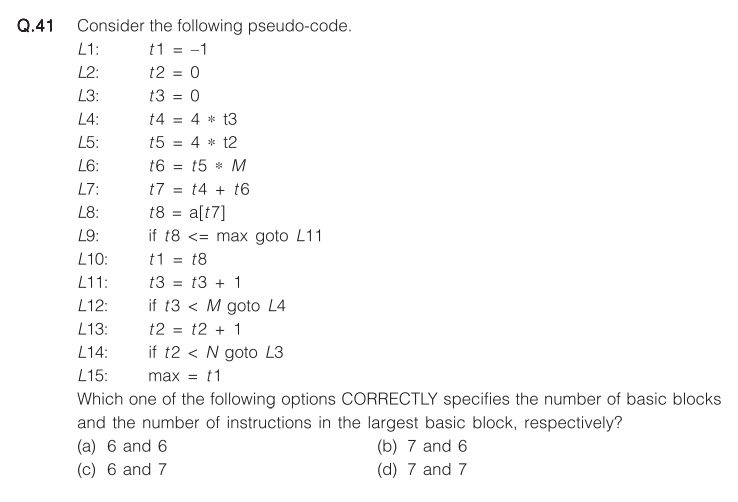 Q.41 Consider the following pseudo-code.
L1: t1 = –1
L2: t2 = 0
L3: t3 = 0
L4: t4 = 4 * t3
L5: t5 = 4 * t2
L6: t6 = t5 * M
L7: t7 = t4 + t6
L8: t8 = a[t7]
L9: if t8 <= max goto L11
L10: t1 = t8
L11: t3 = t3 + 1
L12: if t3 < M goto L4
L13: t2 = t2 + 1
L14: if t2 < N goto L3
L15: max = t1
Which one of the following options CORRECTLY specifies the number of basic blocks
and the number of instructions in the largest basic block, respectively?
(a) 6 and 6 (b) 7 and 6
(c) 6 and 7 (d) 7 and 7